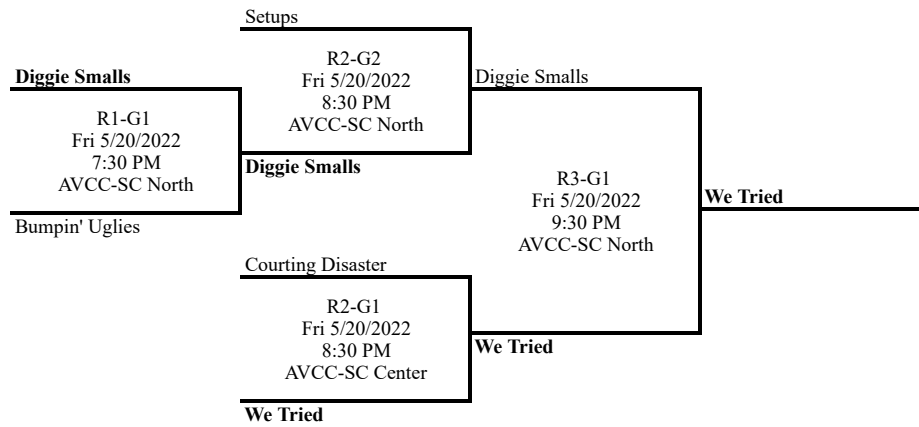 Setups
R2-G2
Fri 5/20/2022
8:30 PM
AVCC-SC North
Diggie Smalls
Diggie Smalls
R1-G1
Fri 5/20/2022
7:30 PM
AVCC-SC North
Diggie Smalls
Bumpin' Uglies
R3-G1
Fri 5/20/2022
9:30 PM
AVCC-SC North
We Tried
Courting Disaster
R2-G1
Fri 5/20/2022
8:30 PM
AVCC-SC Center
We Tried
We Tried